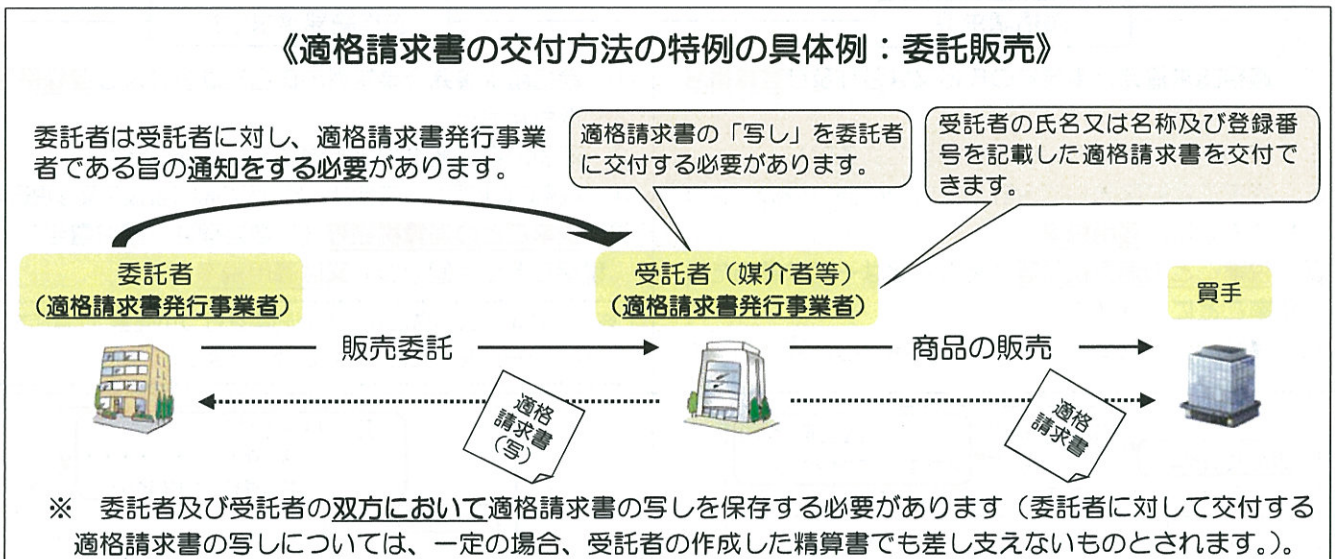 《適格請求書の交付方法の特例の具体例：委託販売》
委託者は受託者に対し、適格請求書発行事業
者である旨の通知をする必要があります。
適格請求書の「写し」を委託者
に交付する必要があります。
受託者の氏名又は名称及び登録番
号を記載した適格請求書を交付で
きます。
委託者
（適格請求書発行事業者）
受託者（媒介者等）
（適格請求書発行事業者）
買手
販売委託
商品の販売
適格
請求書
（写）
適格
請求書
※　委託者及び受託者の双方において適格請求書の写しを保存する必要があります（委託者に対して交付する
適格請求書の写しについては、一定の場合、受託者の作成した精算書でも差し支えないものとされます。）。